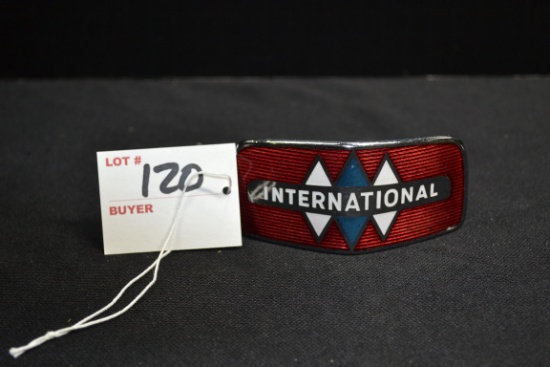 LOT # 120
BUYER
INTERNATIONAL